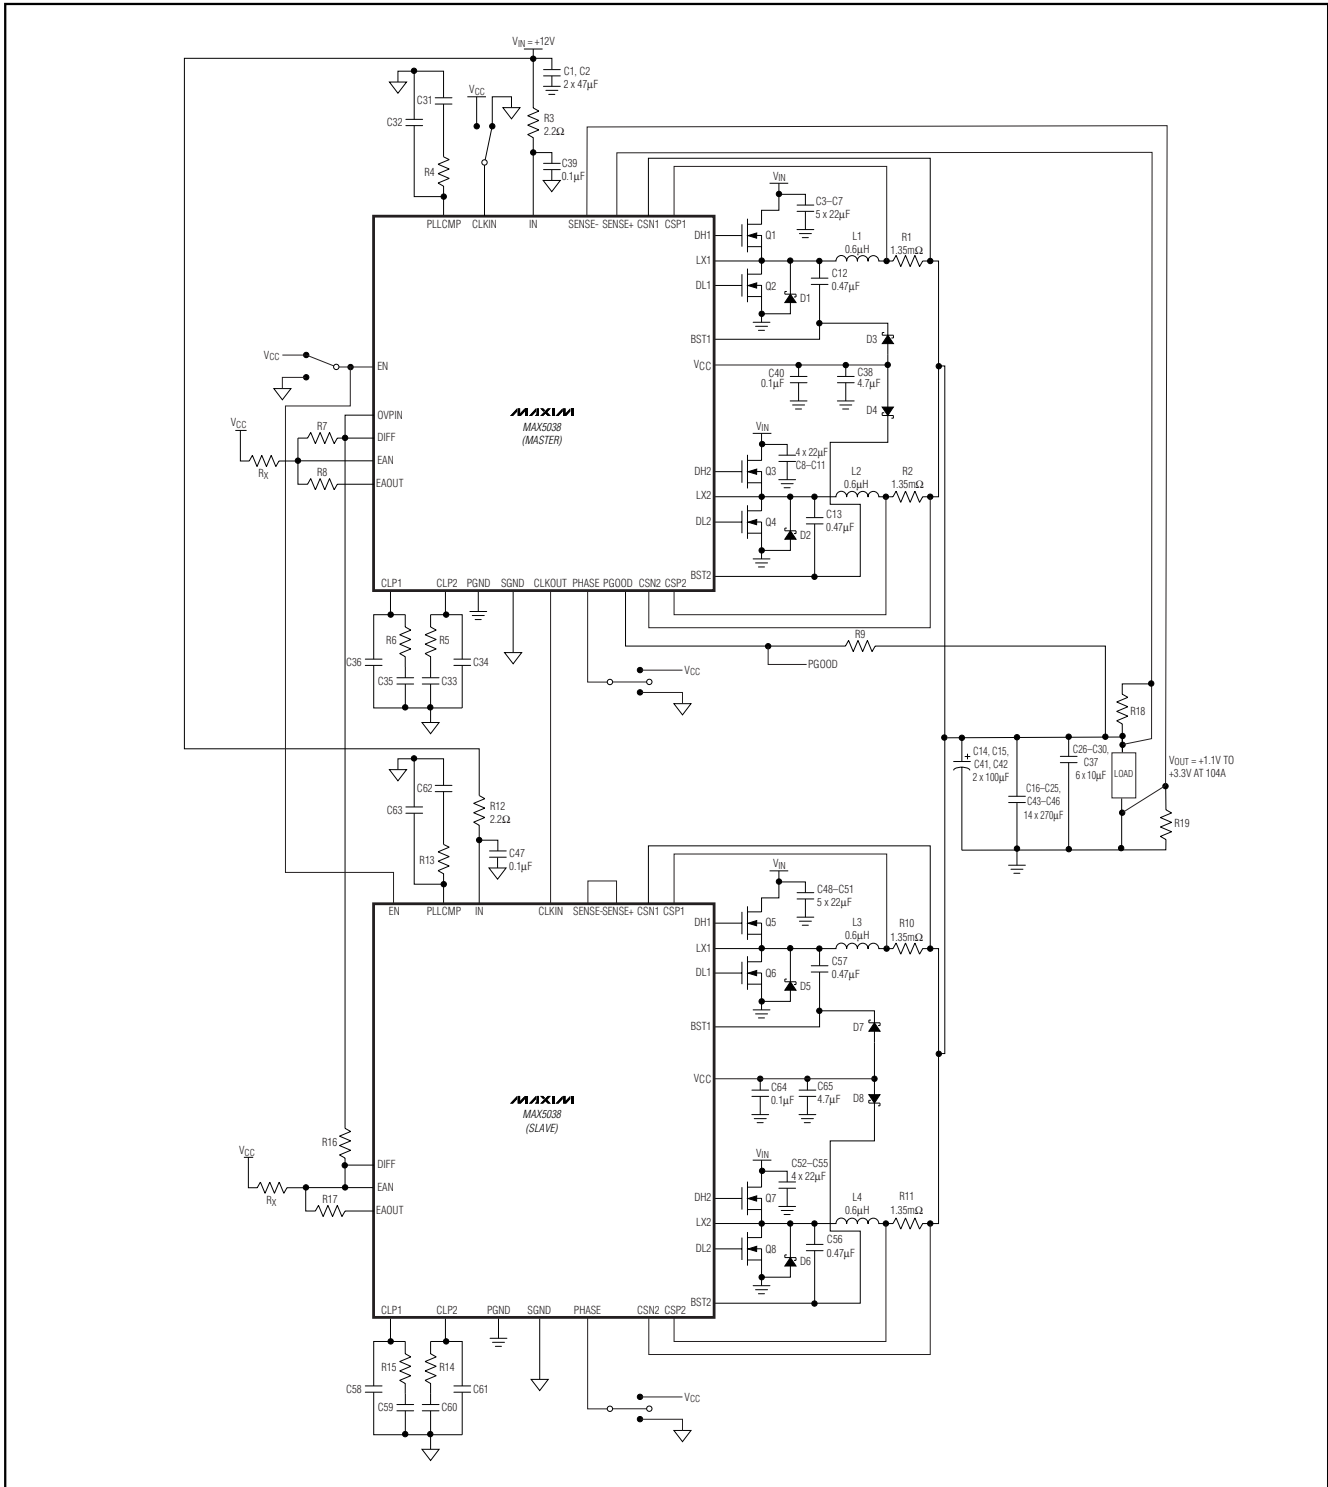 VIN = +12V
C1, C2
2 x 47µF
C31
VCC
C32
R3
2.2Ω
R4
C39
0.1µF
VIN
C3–C7
5 x 22µF
PLLCMP
CLKIN
IN
SENSE-
SENSE+
CSN1
CSP1
DH1
Q1
L1
0.6µH
R1
1.35mΩ
LX1
C12
0.47µF
DL1
Q2
D1
BST1
D3
VCC
EN
VCC
C40
0.1µF
C38
4.7µF
MAXIM
MAX5038
(MASTER)
D4
OVPIN
VCC
R7
DIFF
VIN
4 x 22µF
C8–C11
RX
EAN
R8
EAOUT
DH2
Q3
L2
0.6µH
R2
1.35mΩ
LX2
C13
0.47µF
DL2
Q4
D2
BST2
CLP1
CLP2
PGND
SGND
CLKOUT
PHASE
PGOOD
CSN2
CSP2
R6
R5
C36
C34
C35
C33
R9
PGOOD
VCC
R18
C14, C15,
C41, C42
2 x 100µF
C26–C30,
C37
6 x 10µF
LOAD
VOUT = +1.1V TO
+3.3V AT 104A
C16–C25,
C43–C46
14 x 270µF
R19
C62
C63
R12
2.2Ω
R13
C47
0.1µF
EN
PLLCMP
IN
CLKIN
SENSE-
SENSE+
CSN1
CSP1
VIN
C48–C51
5 x 22µF
DH1
Q5
L3
0.6µH
R10
1.35mΩ
LX1
C57
0.47µF
DL1
Q6
D5
BST1
D7
VCC
C64
0.1µF
C65
4.7µF
D8
MAXIM
MAX5038
(SLAVE)
R16
VCC
DIFF
VIN
C52–C55
4 x 22µF
RX
EAN
R17
EAOUT
DH2
Q7
L4
0.6µH
R11
1.35mΩ
LX2
C56
0.47µF
DL2
Q8
D6
BST2
CLP1
CLP2
PGND
SGND
PHASE
CSN2
CSP2
R15
R14
C58
C61
C59
C60
VCC